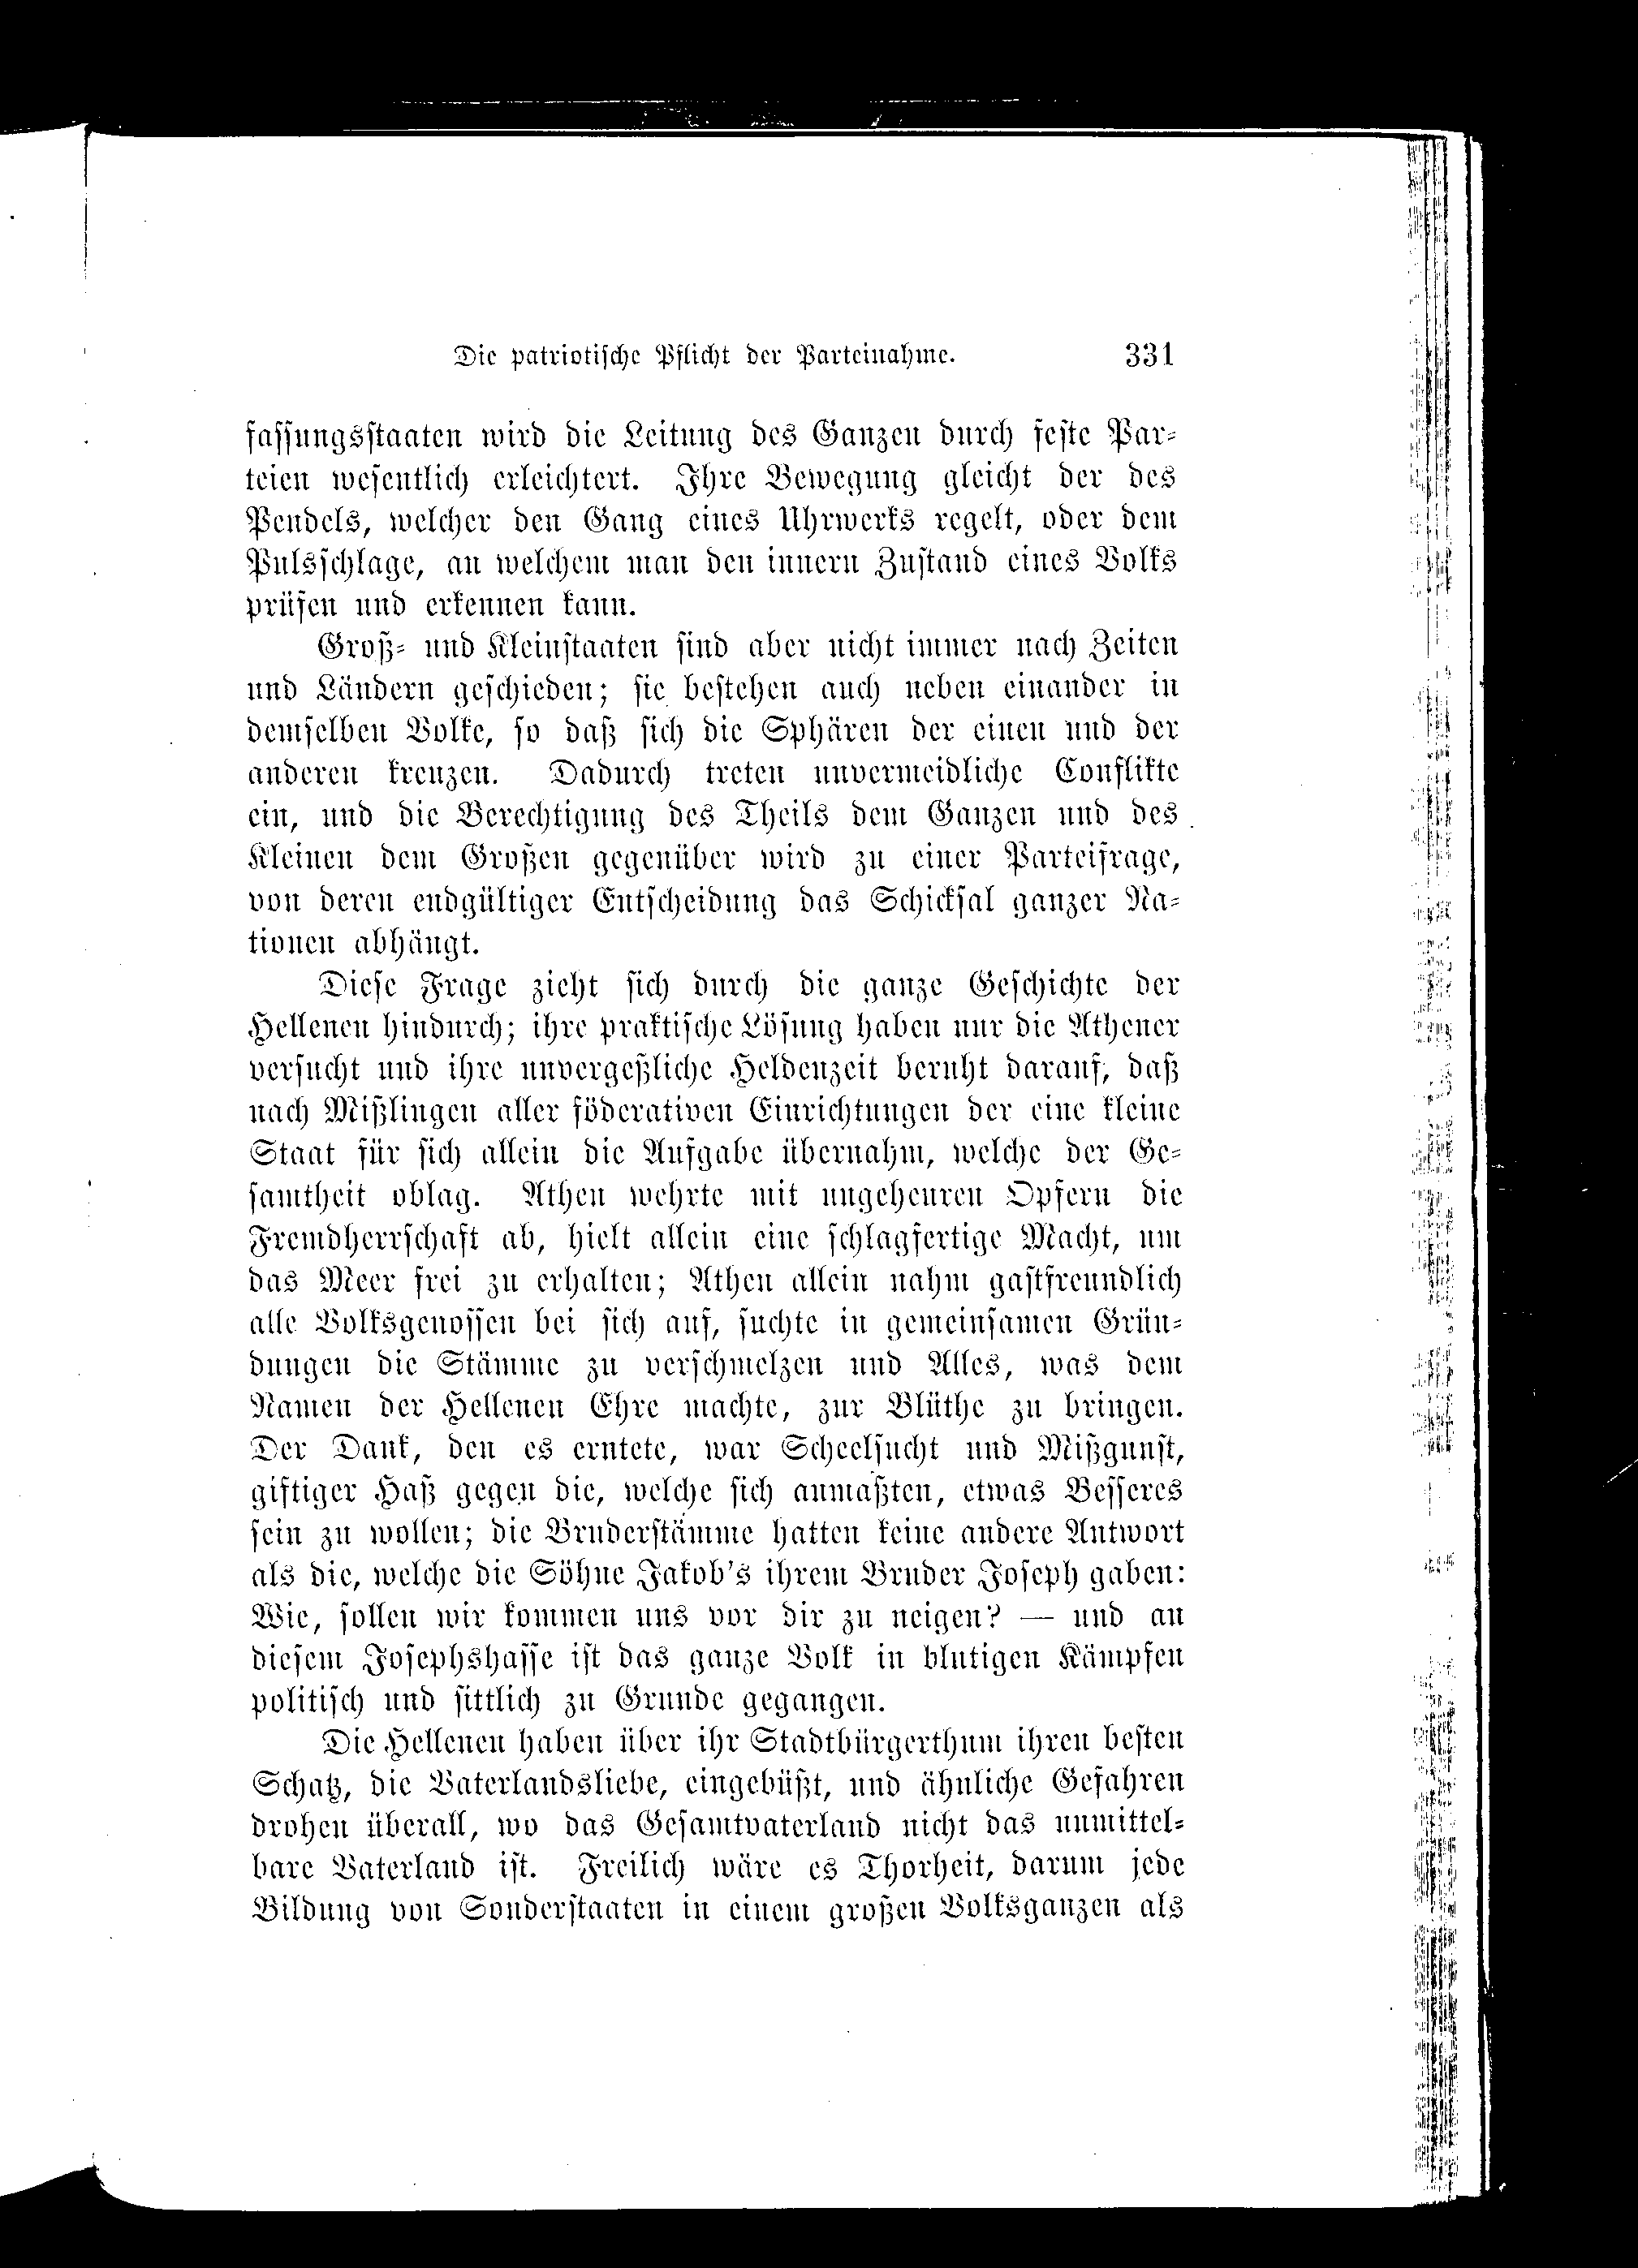 Die patriotische Pflicht der Parteinahme. 331
fassungsstaaten wird die Leitung des Ganzen durch feste Par-
teien wesentlich erleichtert. Ihre Bewegung gleicht der des
Pendels, welcher den Gang eines Uhrwerks regelt, oder dem
Pulsschlage, an welchem man den innern Zustand eines Volks
prüfen und erkennen kann.
Groß- und Kleinstaaten sind aber nicht immer nach Zeiten
und Ländern geschieden; sie bestehen auch neben einander in
demselben Volke, so daß sich die Sphären der einen und der
anderen kreuzen. Dadurch treten unvermeidliche Conflikte
ein, und die Berechtigung des Theils dem Ganzen und des
Kleinen dem Großen gegenüber wird zu einer Parteifrage,
von deren endgültiger Entscheidung das Schicksal ganzer Na-
tionen abhängt.
Diese Frage zieht sich durch die ganze Geschichte der
Hellenen hindurch; ihre praktische Lösung haben nur die Athener
versucht und ihre unvergeßliche Heldenzeit beruht darauf, daß
nach Mißlingen aller föderativen Einrichtungen der eine kleine
Staat für sich allein die Aufgabe übernahm, welche der Ge-
samtheit oblag. Athen wehrte mit ungeheuren Opfern die
Fremdherrschaft ab, hielt allein eine schlagfertige Macht, um
das Meer frei zu erhalten; Athen allein nahm gastfreundlich
alle Volksgenossen bei sich auf, suchte in gemeinsamen Grün-
dungen die Stämme zu verschmelzen und Alles, was dem
Namen der Hellenen Ehre machte, zur Blüthe zu bringen.
Der Dank, den es erntete, war Scheelsucht und Mißgunst,
giftiger Haß gegen die, welche sich anmaßten, etwas Besseres
sein zu wollen; die Bruderstämme hatten keine andere Antwort
als die, welche die Söhne Jakob's ihrem Bruder Joseph gaben:
Wie, sollen wir kommen uns vor dir zu neigen? — und an
diesem Josephshasse ist das ganze Volk in blutigen Kämpfen
politisch und sittlich zu Grunde gegangen.
Die Hellenen haben über ihr Stadtbürgerthum ihren besten
Schatz, die Vaterlandsliebe, eingebüßt, und ähnliche Gefahren
drohen überall, wo das Gesamtvaterland nicht das unmittel-
bare Vaterland ist. Freilich wäre es Thorheit, darum jede
Bildung von Sonderstaaten in einem großen Volksganzen als